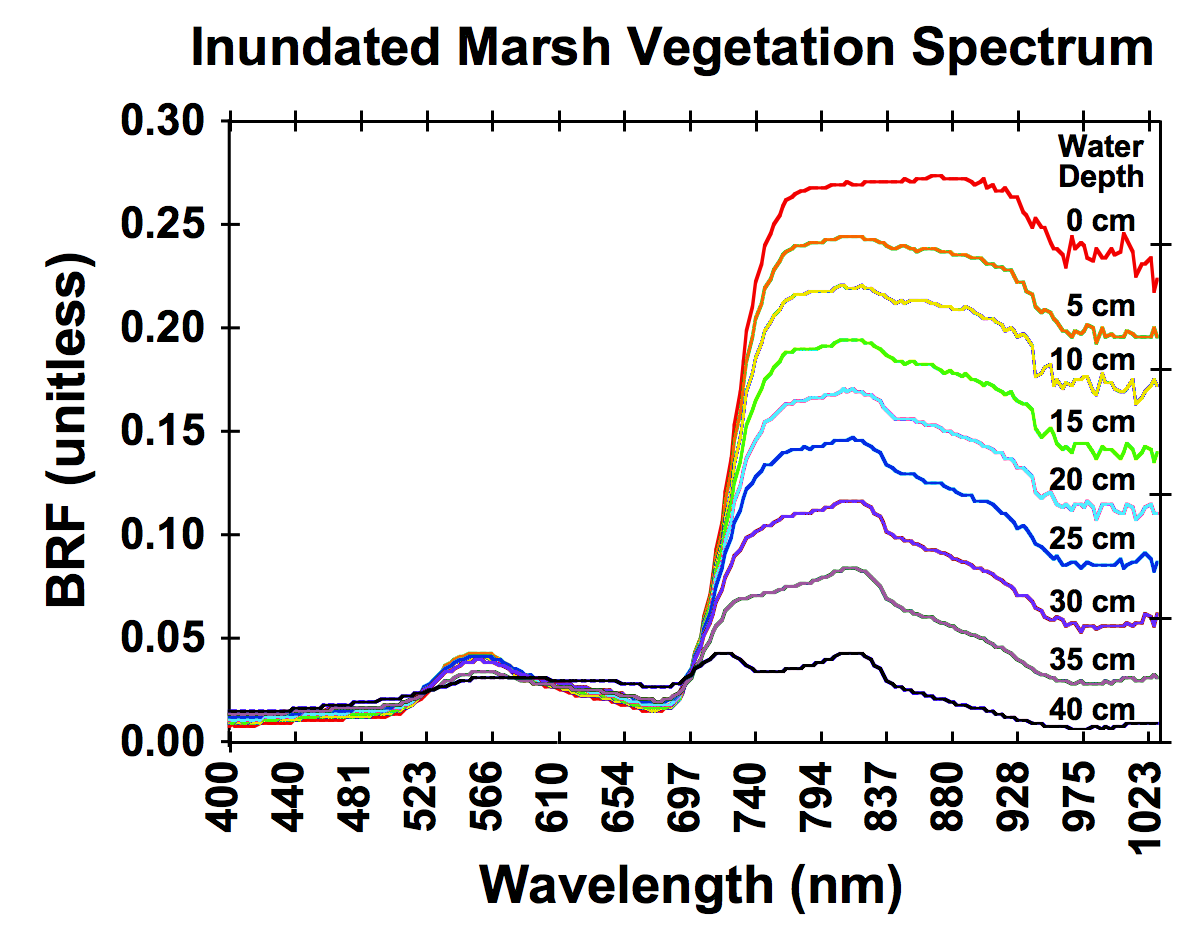 Inundated Marsh Vegetation Spectrum
0.30
0.25
0.20
0.15
0.10
0.05
0.00
BRF (unitless)
Water
Depth
0 cm
5 cm
10 cm
15 cm
20 cm
25 cm
30 cm
35 cm
40 cm
400 440 481 523 566 610 654 697 740 794 837 880 928 975 1023
Wavelength (nm)